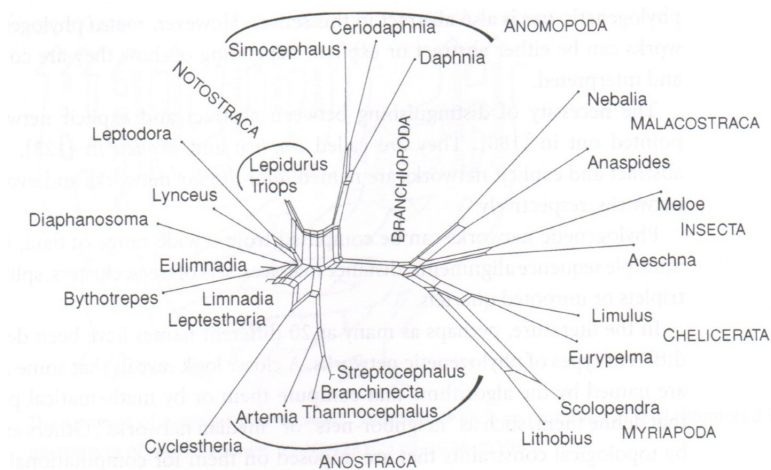 Ceriodaphnia
ANOMOPODA
Simocephalus
Daphnia
NOTOSTRACA
Nebalia
Leptodora
BRANCHIOPODA
MALACOSTRACA
Lepidurus
Anaspides
Triops
Lynceus
Meloe
Diaphanosoma
INSECTA
Eulimnadia
Aeschna
Bythotrepes
Limnadia
Limulus
Leptestheria
CHELICERATA
Eurypelma
Streptocephalus
Branchinecta
Artemia
Thamnocephalus
Scolopendra
Cyclestheria
Lithobius
MYRIAPODA
ANOSTRACA